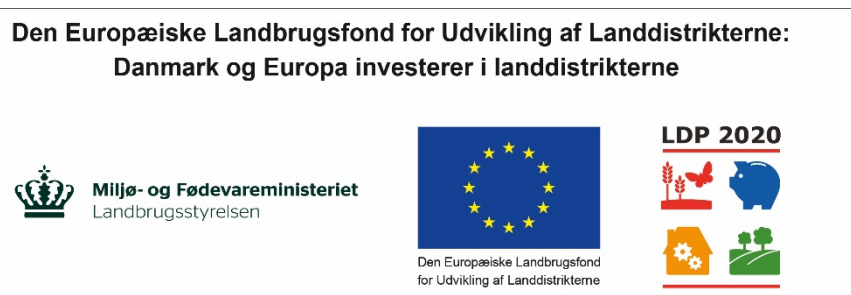 Den Europæiske Landbrugsfond for Udvikling af Landdistrikterne:
Danmark og Europa investerer i landdistrikterne
LDP 2020
Miljø- og Fødevareministeriet
Landbrugsstyrelsen
Den Europæiske Landbrugsfond
for Udvikling af Landdistrikterne